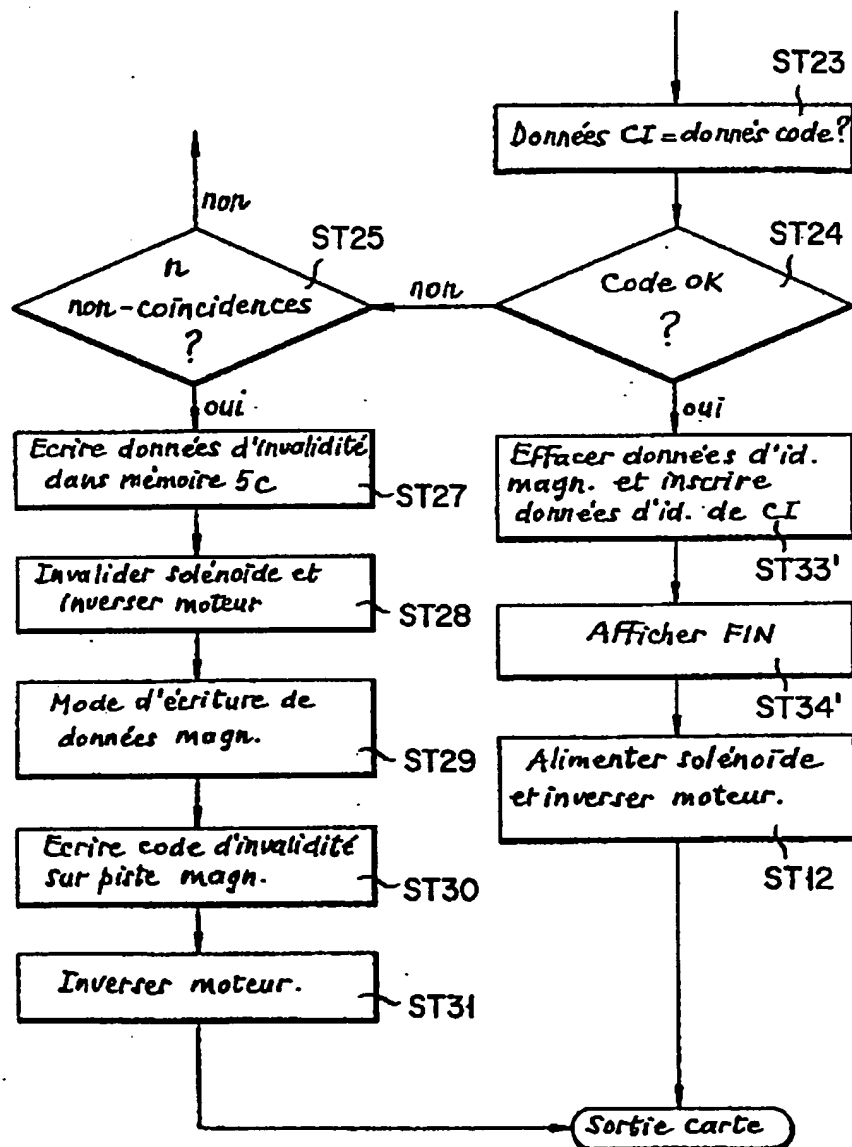 ST23
Données CI = donnés code?
non
ST25
n
non-coïncidences
?
non
ST24
Code OK
?
oui
Ecrire données d'invalidité
dans mémoire 5c
ST27
oui
Effacer données d'id.
magn. et inscrire
données d'id. de CI
ST33'
Invalider solénoïde et
inverser moteur
ST28
Afficher FIN
ST34'
Mode d'écriture de
données magn.
ST29
Alimenter solénoïde
et inverser moteur.
ST12
Ecrire code d'invalidité
sur piste magn.
ST30
Inverser moteur.
ST31
Sortie carte